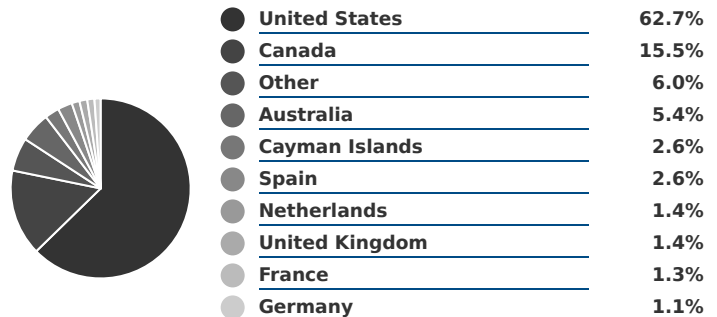 United States 62.7%
Canada 15.5%
Other 6.0%
Australia 5.4%
Cayman Islands 2.6%
Spain 2.6%
Netherlands 1.4%
United Kingdom 1.4%
France 1.3%
Germany 1.1%